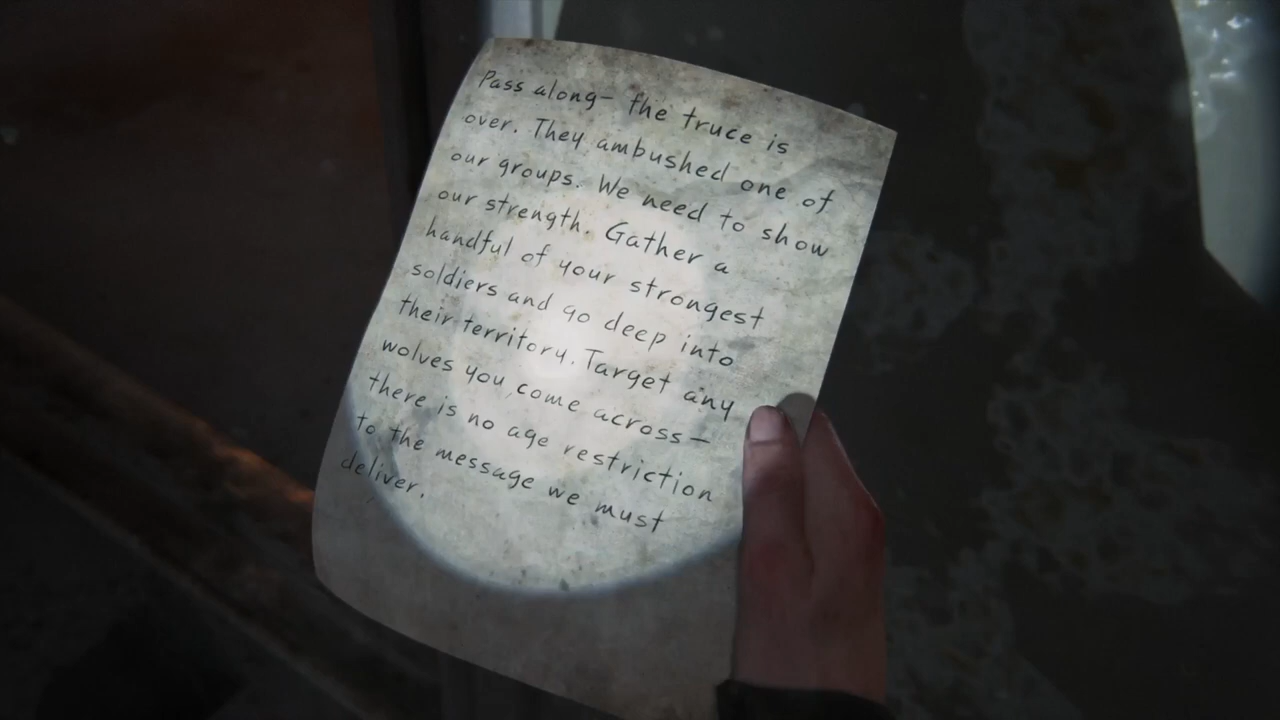 Pass along— the truce is
over. They ambushed one of
our groups. We need to show
our strength. Gather a
handful of your strongest
soldiers and go deep into
their territory. Target any
wolves you come across—
there is no age restriction
to the message we must
deliver.